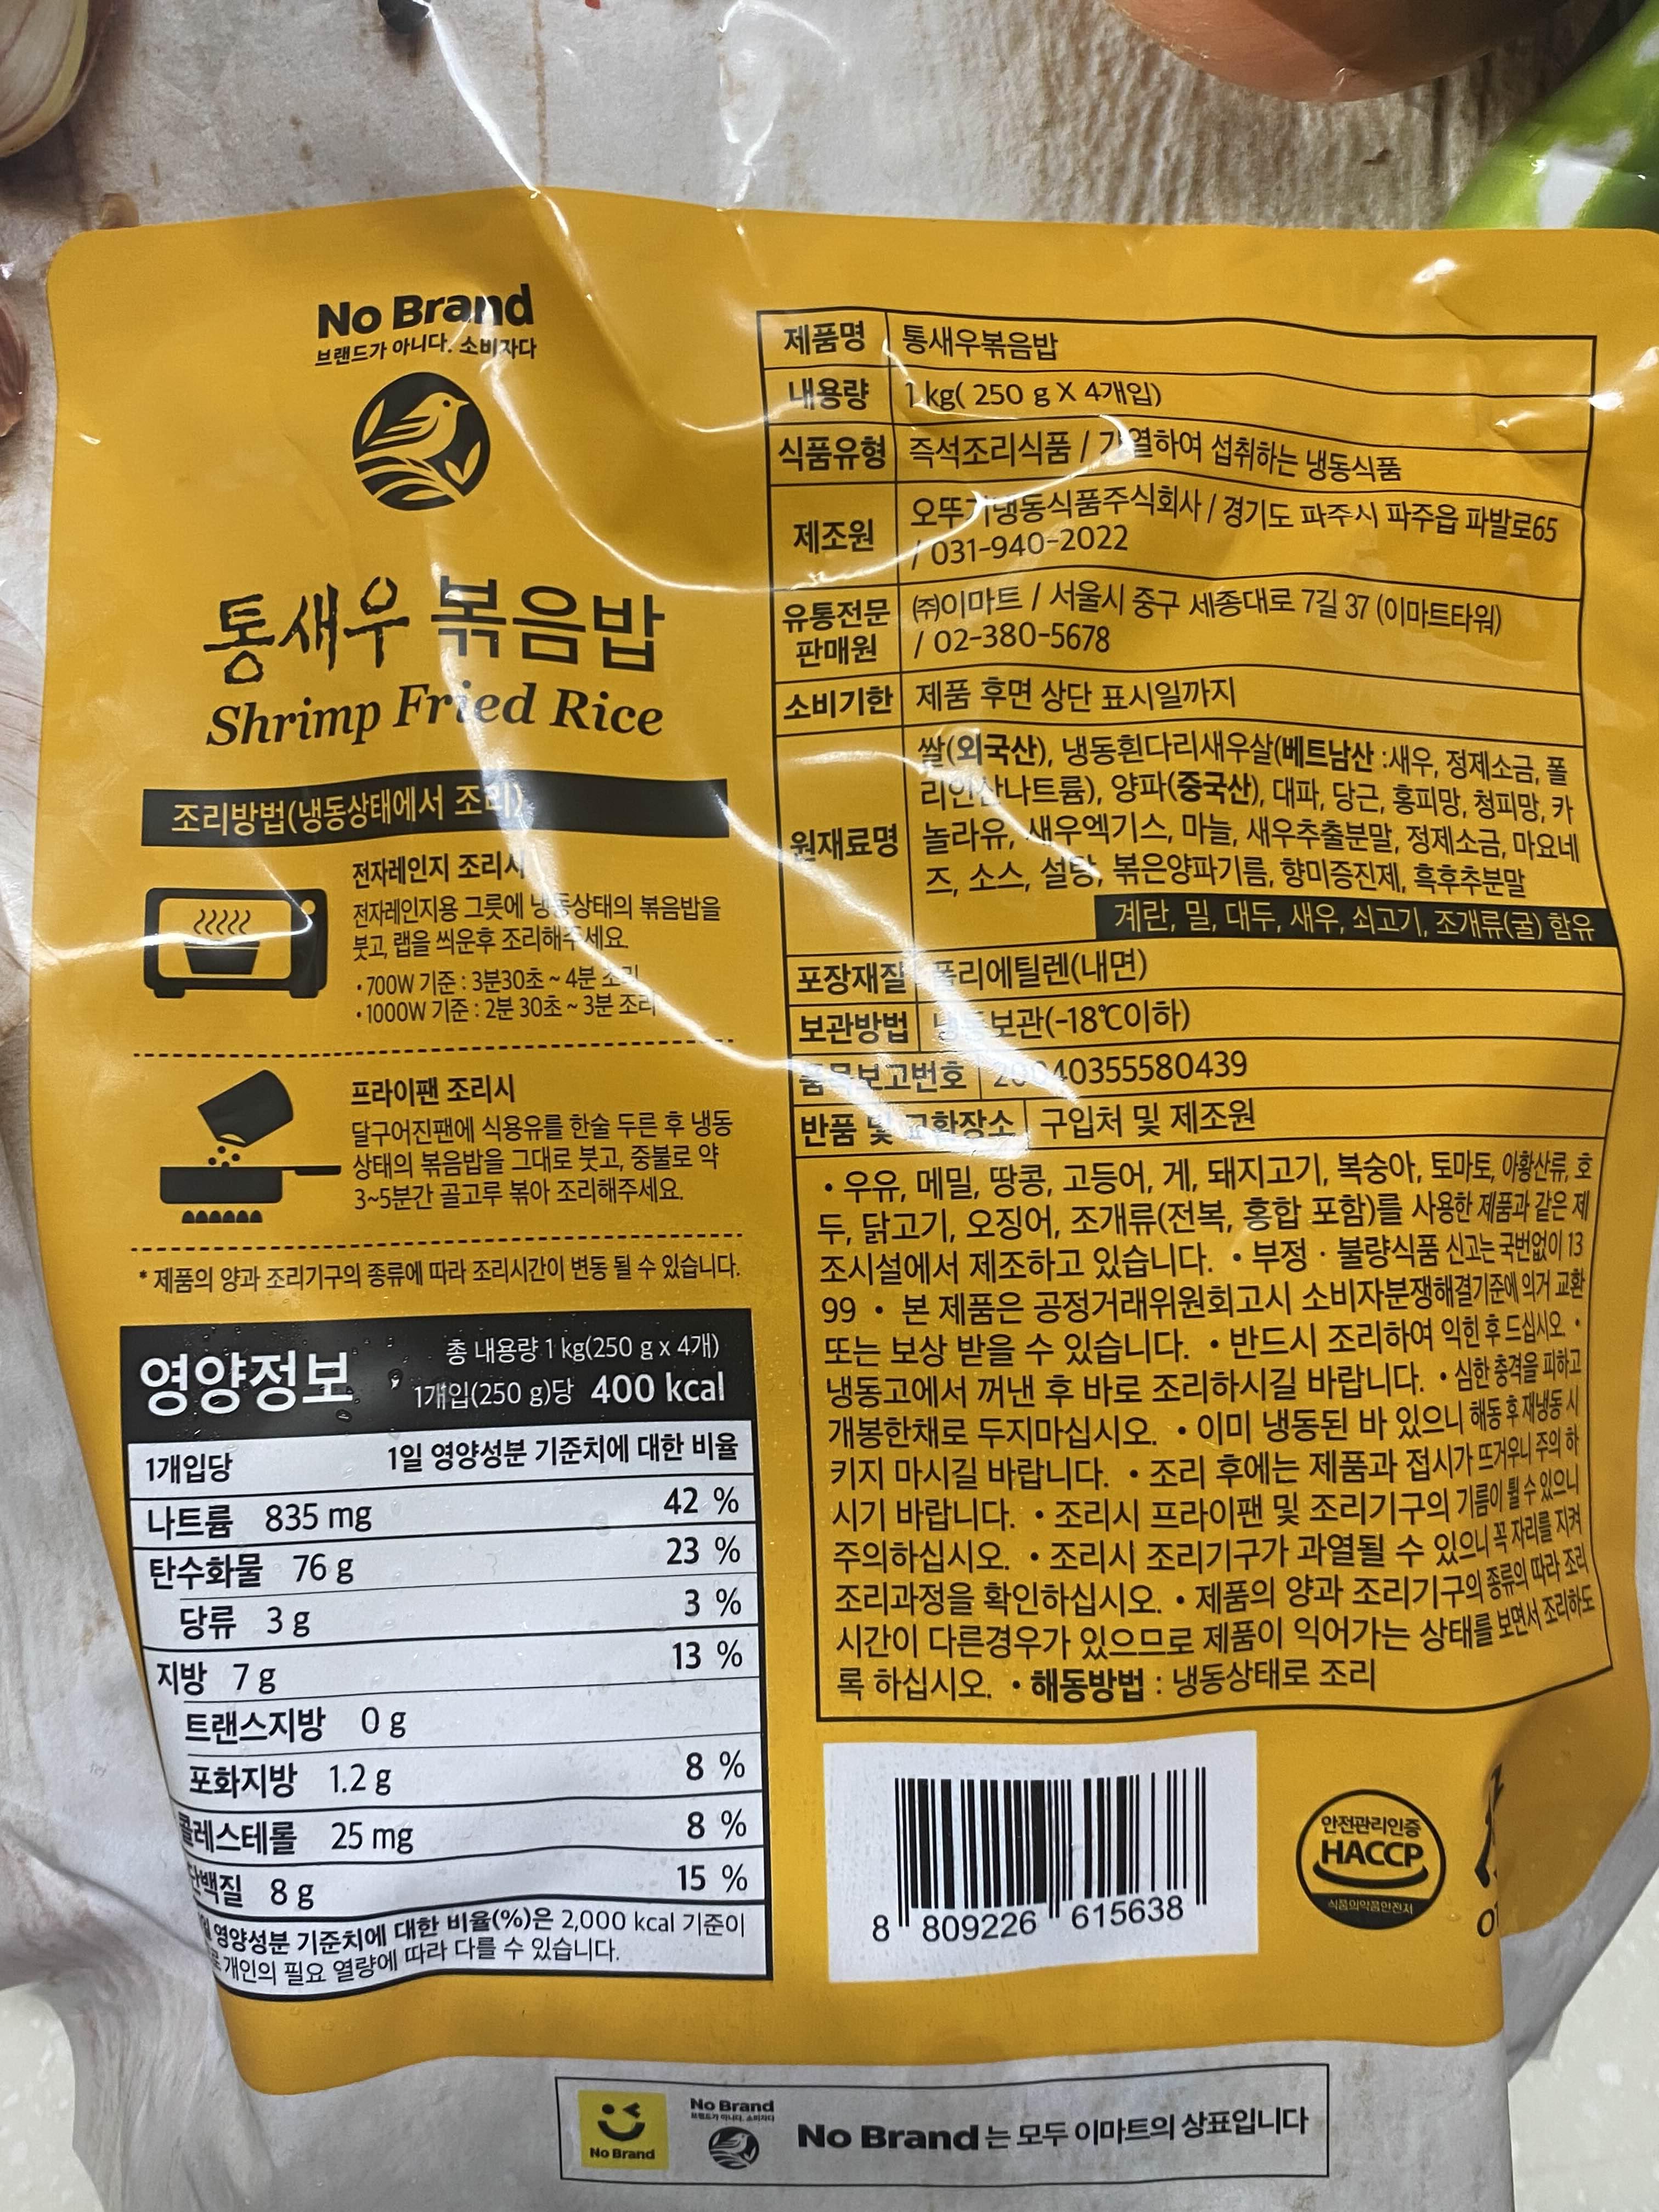 No Brand
브랜드가 아니다. 소비자다
통새우 볶음밥
Shrimp Fried Rice
조리방법(냉동상태에서 조리)
전자레인지 조리시
전자레인지용 그릇에 냉동상태의 볶음밥을
붓고, 랩을 씌운후 조리해주세요.
• 700W 기준 : 3분30초 ~ 4분 조리
• 1000W 기준 : 2분 30초 ~ 3분 조리
프라이팬 조리시
달구어진팬에 식용유를 한술 두른 후 냉동
상태의 볶음밥을 그대로 붓고, 중불로 약
3~5분간 골고루 볶아 조리해주세요.
* 제품의 양과 조리기구의 종류에 따라 조리시간이 변동 될 수 있습니다.
영양정보
총 내용량 1 kg(250 g x 4개)
1개입(250 g)당 400 kcal
1개입당 1일 영양성분 기준치에 대한 비율
나트륨 835 mg 42 %
탄수화물 76 g 23 %
당류 3 g 3 %
지방 7 g 13 %
트랜스지방 0 g
포화지방 1.2 g 8 %
콜레스테롤 25 mg 8 %
단백질 8 g 15 %
영양성분 기준치에 대한 비율(%)은 2,000 kcal 기준이
개인의 필요 열량에 따라 다를 수 있습니다.
제품명 통새우볶음밥
내용량 1 kg( 250 g X 4개입)
식품유형 즉석조리식품 / 가열하여 섭취하는 냉동식품
제조원 오뚜기냉동식품주식회사 / 경기도 파주시 파주읍 파발로65
/ 031-940-2022
유통전문 판매원 ㈜이마트 / 서울시 중구 세종대로 7길 37 (이마트타워)
/ 02-380-5678
소비기한 제품 후면 상단 표시일까지
원재료명 쌀(외국산), 냉동흰다리새우살(베트남산 :새우, 정제소금, 폴
리인산나트륨), 양파(중국산), 대파, 당근, 홍피망, 청피망, 카
놀라유, 새우엑기스, 마늘, 새우추출분말, 정제소금, 마요네
즈, 소스, 설탕, 볶은양파기름, 향미증진제, 흑후추분말
계란, 밀, 대두, 새우, 쇠고기, 조개류(굴) 함유
포장재질 폴리에틸렌(내면)
보관방법 냉동보관(-18℃이하)
품목보고번호
반품 및 교환장소 구입처 및 제조원
• 우유, 메밀, 땅콩, 고등어, 게, 돼지고기, 복숭아, 토마토, 아황산류, 호
두, 닭고기, 오징어, 조개류(전복, 홍합 포함)를 사용한 제품과 같은 제
조시설에서 제조하고 있습니다. • 부정 · 불량식품 신고는 국번없이 13
99 • 본 제품은 공정거래위원회고시 소비자분쟁해결기준에 의거 교환
또는 보상 받을 수 있습니다. • 반드시 조리하여 익힌 후 드십시오. •
냉동고에서 꺼낸 후 바로 조리하시길 바랍니다. • 심한 충격을 피하고
개봉한채로 두지마십시오. • 이미 냉동된 바 있으니 해동 후 재냉동 시
키지 마시길 바랍니다. • 조리 후에는 제품과 접시가 뜨거우니 주의 하
시기 바랍니다. • 조리시 프라이팬 및 조리기구의 기름이 튈 수 있으니
주의하십시오. • 조리시 조리기구가 과열될 수 있으니 꼭 자리를 지켜
조리과정을 확인하십시오. • 제품의 양과 조리기구의 종류의 따라 조리
시간이 다른경우가 있으므로 제품이 익어가는 상태를 보면서 조리하도
록 하십시오. • 해동방법 : 냉동상태로 조리
8 809226 615638
안전관리인증
HACCP
식품의약품안전처
No Brand
No Brand
브랜드가 아니다. 소비자다
No Brand는 모두 이마트의 상표입니다